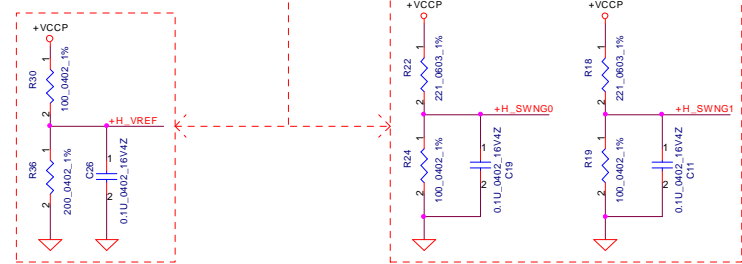 +VCCP
1
R30
100_0402_1%
2
+H_VREF
1
R36
200_0402_1%
2
1
C26
2
0.1U_0402_16V4Z
+VCCP
1
R22
221_0603_1%
2
+H_SWNG0
1
R24
100_0402_1%
2
1
2
0.1U_0402_16V4Z
C19
+VCCP
1
R18
221_0603_1%
2
+H_SWNG1
1
R19
100_0402_1%
2
1
2
0.1U_0402_16V4Z
C11